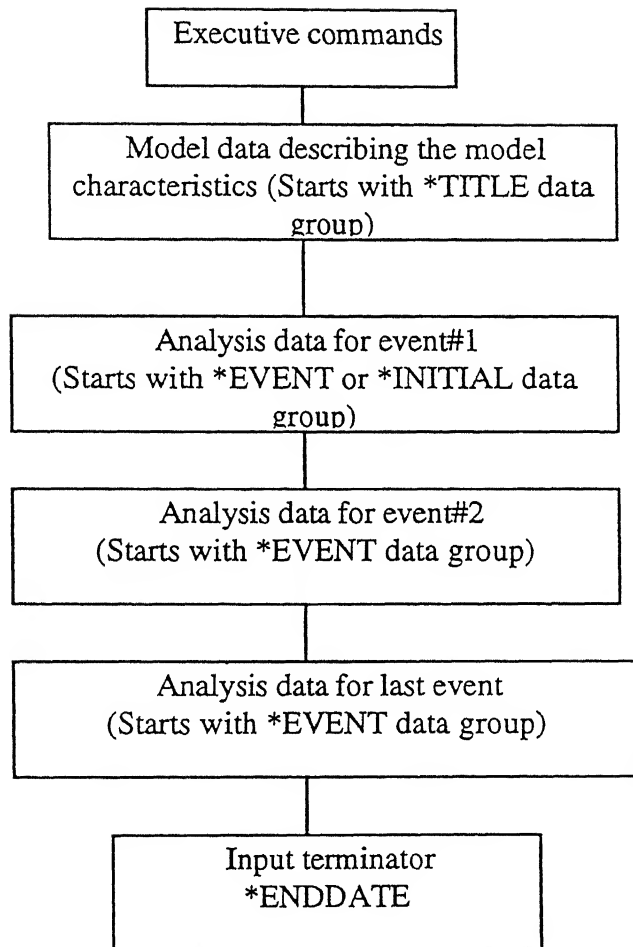 Executive commands
Model data describing the model
characteristics (Starts with *TITLE data
group)
Analysis data for event#1
(Starts with *EVENT or *INITIAL data
group)
Analysis data for event#2
(Starts with *EVENT data group)
Analysis data for last event
(Starts with *EVENT data group)
Input terminator
*ENDDATE